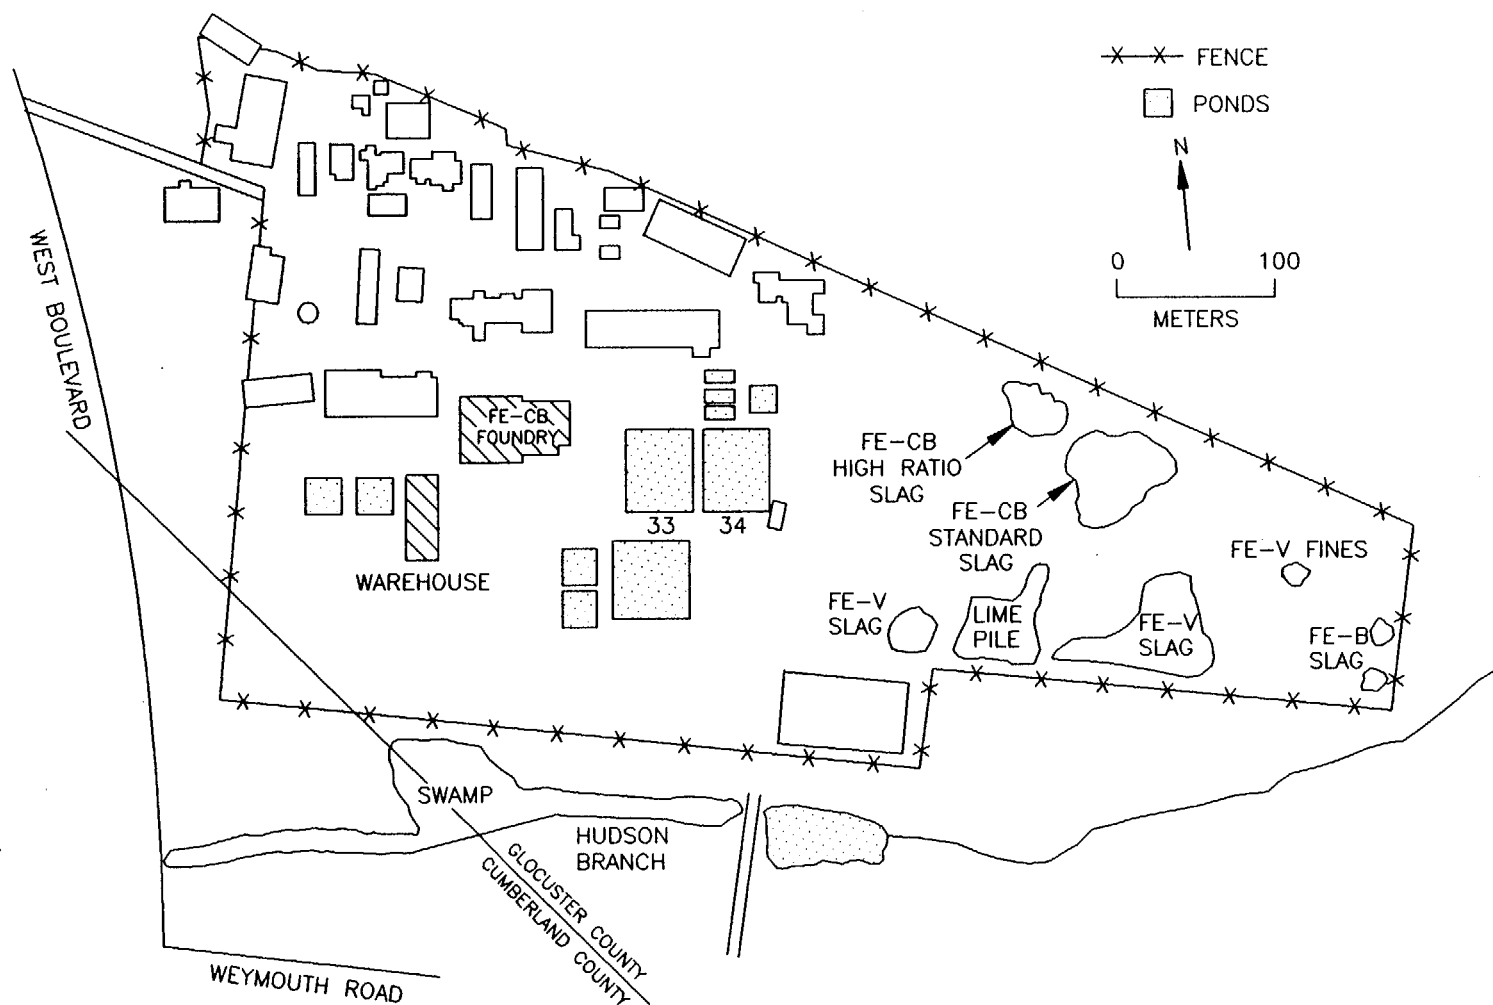 FENCE
PONDS
N
0 100
METERS
WEST BOULEVARD
FE-CB
FOUNDRY
FE-CB
HIGH RATIO
SLAG
FE-CB
STANDARD
SLAG
33 34
WAREHOUSE
FE-V FINES
FE-V
SLAG
LIME
PILE
FE-V
SLAG
FE-B
SLAG
SWAMP
HUDSON
BRANCH
GLOCUSTER COUNTY
CUMBERLAND COUNTY
WEYMOUTH ROAD